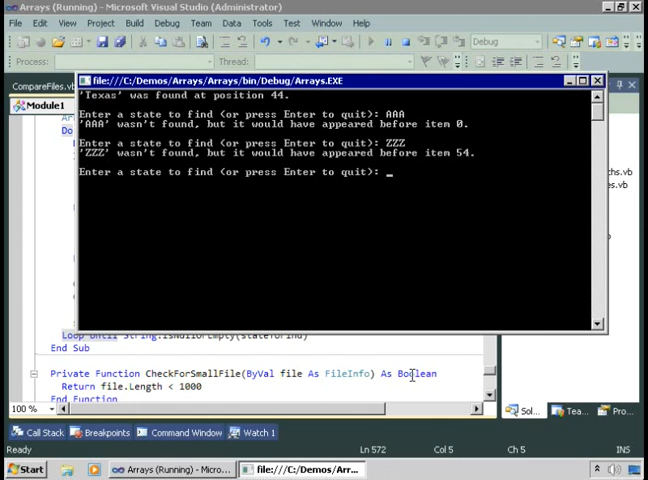 Arrays (Running) - Microsoft Visual Studio (Administrator)
File Edit View Project Build Debug Team Data Tools Test Window Help
Debug
Process: Thread:
CompareFiles.vb
Module1
file:///C:/Demos/Arrays/Arrays/bin/Debug/Arrays.EXE
'Texas' was found at position 44.
Enter a state to find (or press Enter to quit): AAA
'AAA' wasn't found, but it would have appeared before item 0.
Enter a state to find (or press Enter to quit): ZZZ
'ZZZ' wasn't found, but it would have appeared before item 54.
Enter a state to find (or press Enter to quit): _
Do
End Sub
Private Function CheckForSmallFile(ByVal file As FileInfo) As Boolean
Return file.Length < 1000
End Function
100 %
Sol... Tea... Pro...
Call Stack Breakpoints Command Window Watch 1
Ready Ln 572 Col 5 Ch 5 INS
Start Arrays (Running) - Micro... file:///C:/Demos/Arr...